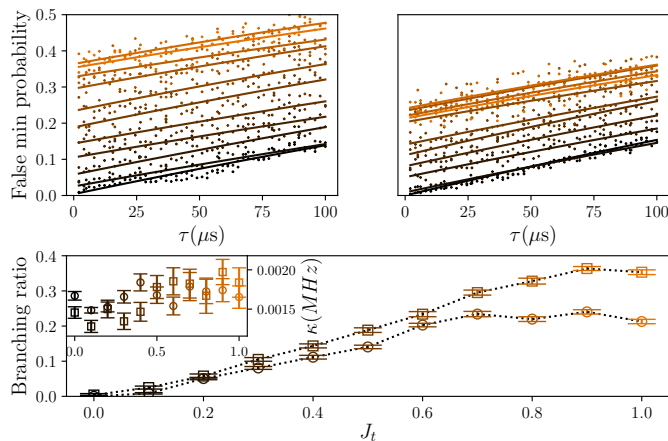 False min probability
0.5
0.4
0.3
0.2
0.1
0.0
0 25 50 75 100
τ(μs)
0 25 50 75 100
τ(μs)
Branching ratio
0.4
0.3
0.2
0.1
0.0
0.0 0.5 1.0
0.0020
0.0015
κ(MHz)
0.0 0.2 0.4 0.6 0.8 1.0
J_t